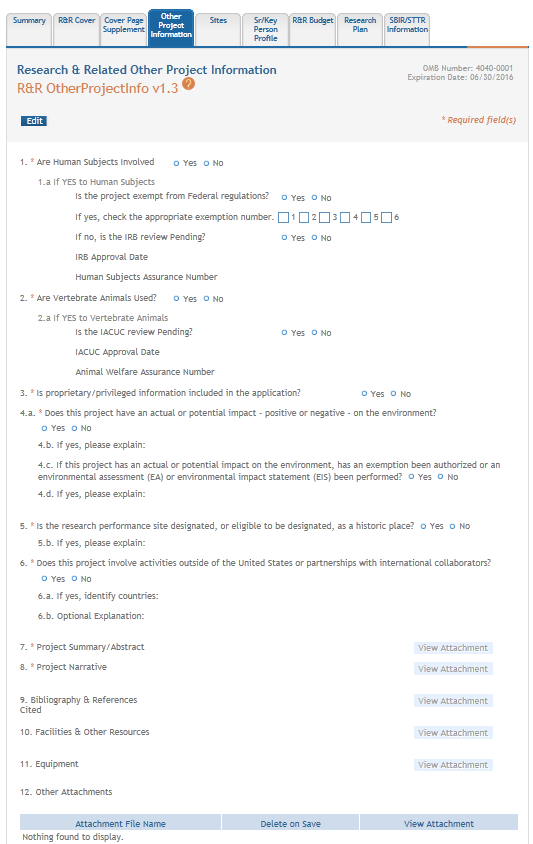 Summary
R&R Cover
Cover Page
Supplement
Other
Project
Information
Sites
Sr/Key
Person
Profile
R&R Budget
Research
Plan
SBIR/STTR
Information
Research & Related Other Project Information
OMB Number: 4040-0001
Expiration Date: 06/30/2016
R&R OtherProjectInfo v1.3 ?
Edit
* Required field(s)
1. * Are Human Subjects Involved Yes No
1.a If YES to Human Subjects
Is the project exempt from Federal regulations? Yes No
If yes, check the appropriate exemption number. 1 2 3 4 5 6
If no, is the IRB review Pending? Yes No
IRB Approval Date
Human Subjects Assurance Number
2. * Are Vertebrate Animals Used? Yes No
2.a If YES to Vertebrate Animals
Is the IACUC review Pending? Yes No
IACUC Approval Date
Animal Welfare Assurance Number
3. * Is proprietary/privileged information included in the application? Yes No
4.a. * Does this project have an actual or potential impact - positive or negative - on the environment?
Yes No
4.b. If yes, please explain:
4.c. If this project has an actual or potential impact on the environment, has an exemption been authorized or an
environmental assessment (EA) or environmental impact statement (EIS) been performed? Yes No
4.d. If yes, please explain:
5. * Is the research performance site designated, or eligible to be designated, as a historic place? Yes No
5.b. If yes, please explain:
6. * Does this project involve activities outside of the United States or partnerships with international collaborators?
Yes No
6.a. If yes, identify countries:
6.b. Optional Explanation:
7. * Project Summary/Abstract View Attachment
8. * Project Narrative View Attachment
9. Bibliography & References
Cited
View Attachment
10. Facilities & Other Resources View Attachment
11. Equipment View Attachment
12. Other Attachments
Attachment File Name Delete on Save View Attachment
Nothing found to display.